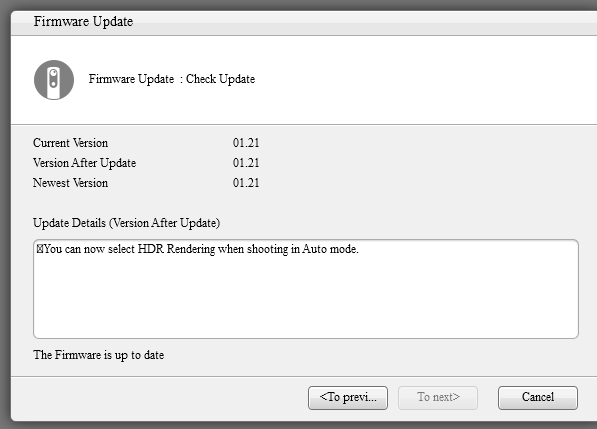 Firmware Update
Firmware Update : Check Update
Current Version 01.21
Version After Update 01.21
Newest Version 01.21
Update Details (Version After Update)
You can now select HDR Rendering when shooting in Auto mode.
The Firmware is up to date
<To previ... To next> Cancel